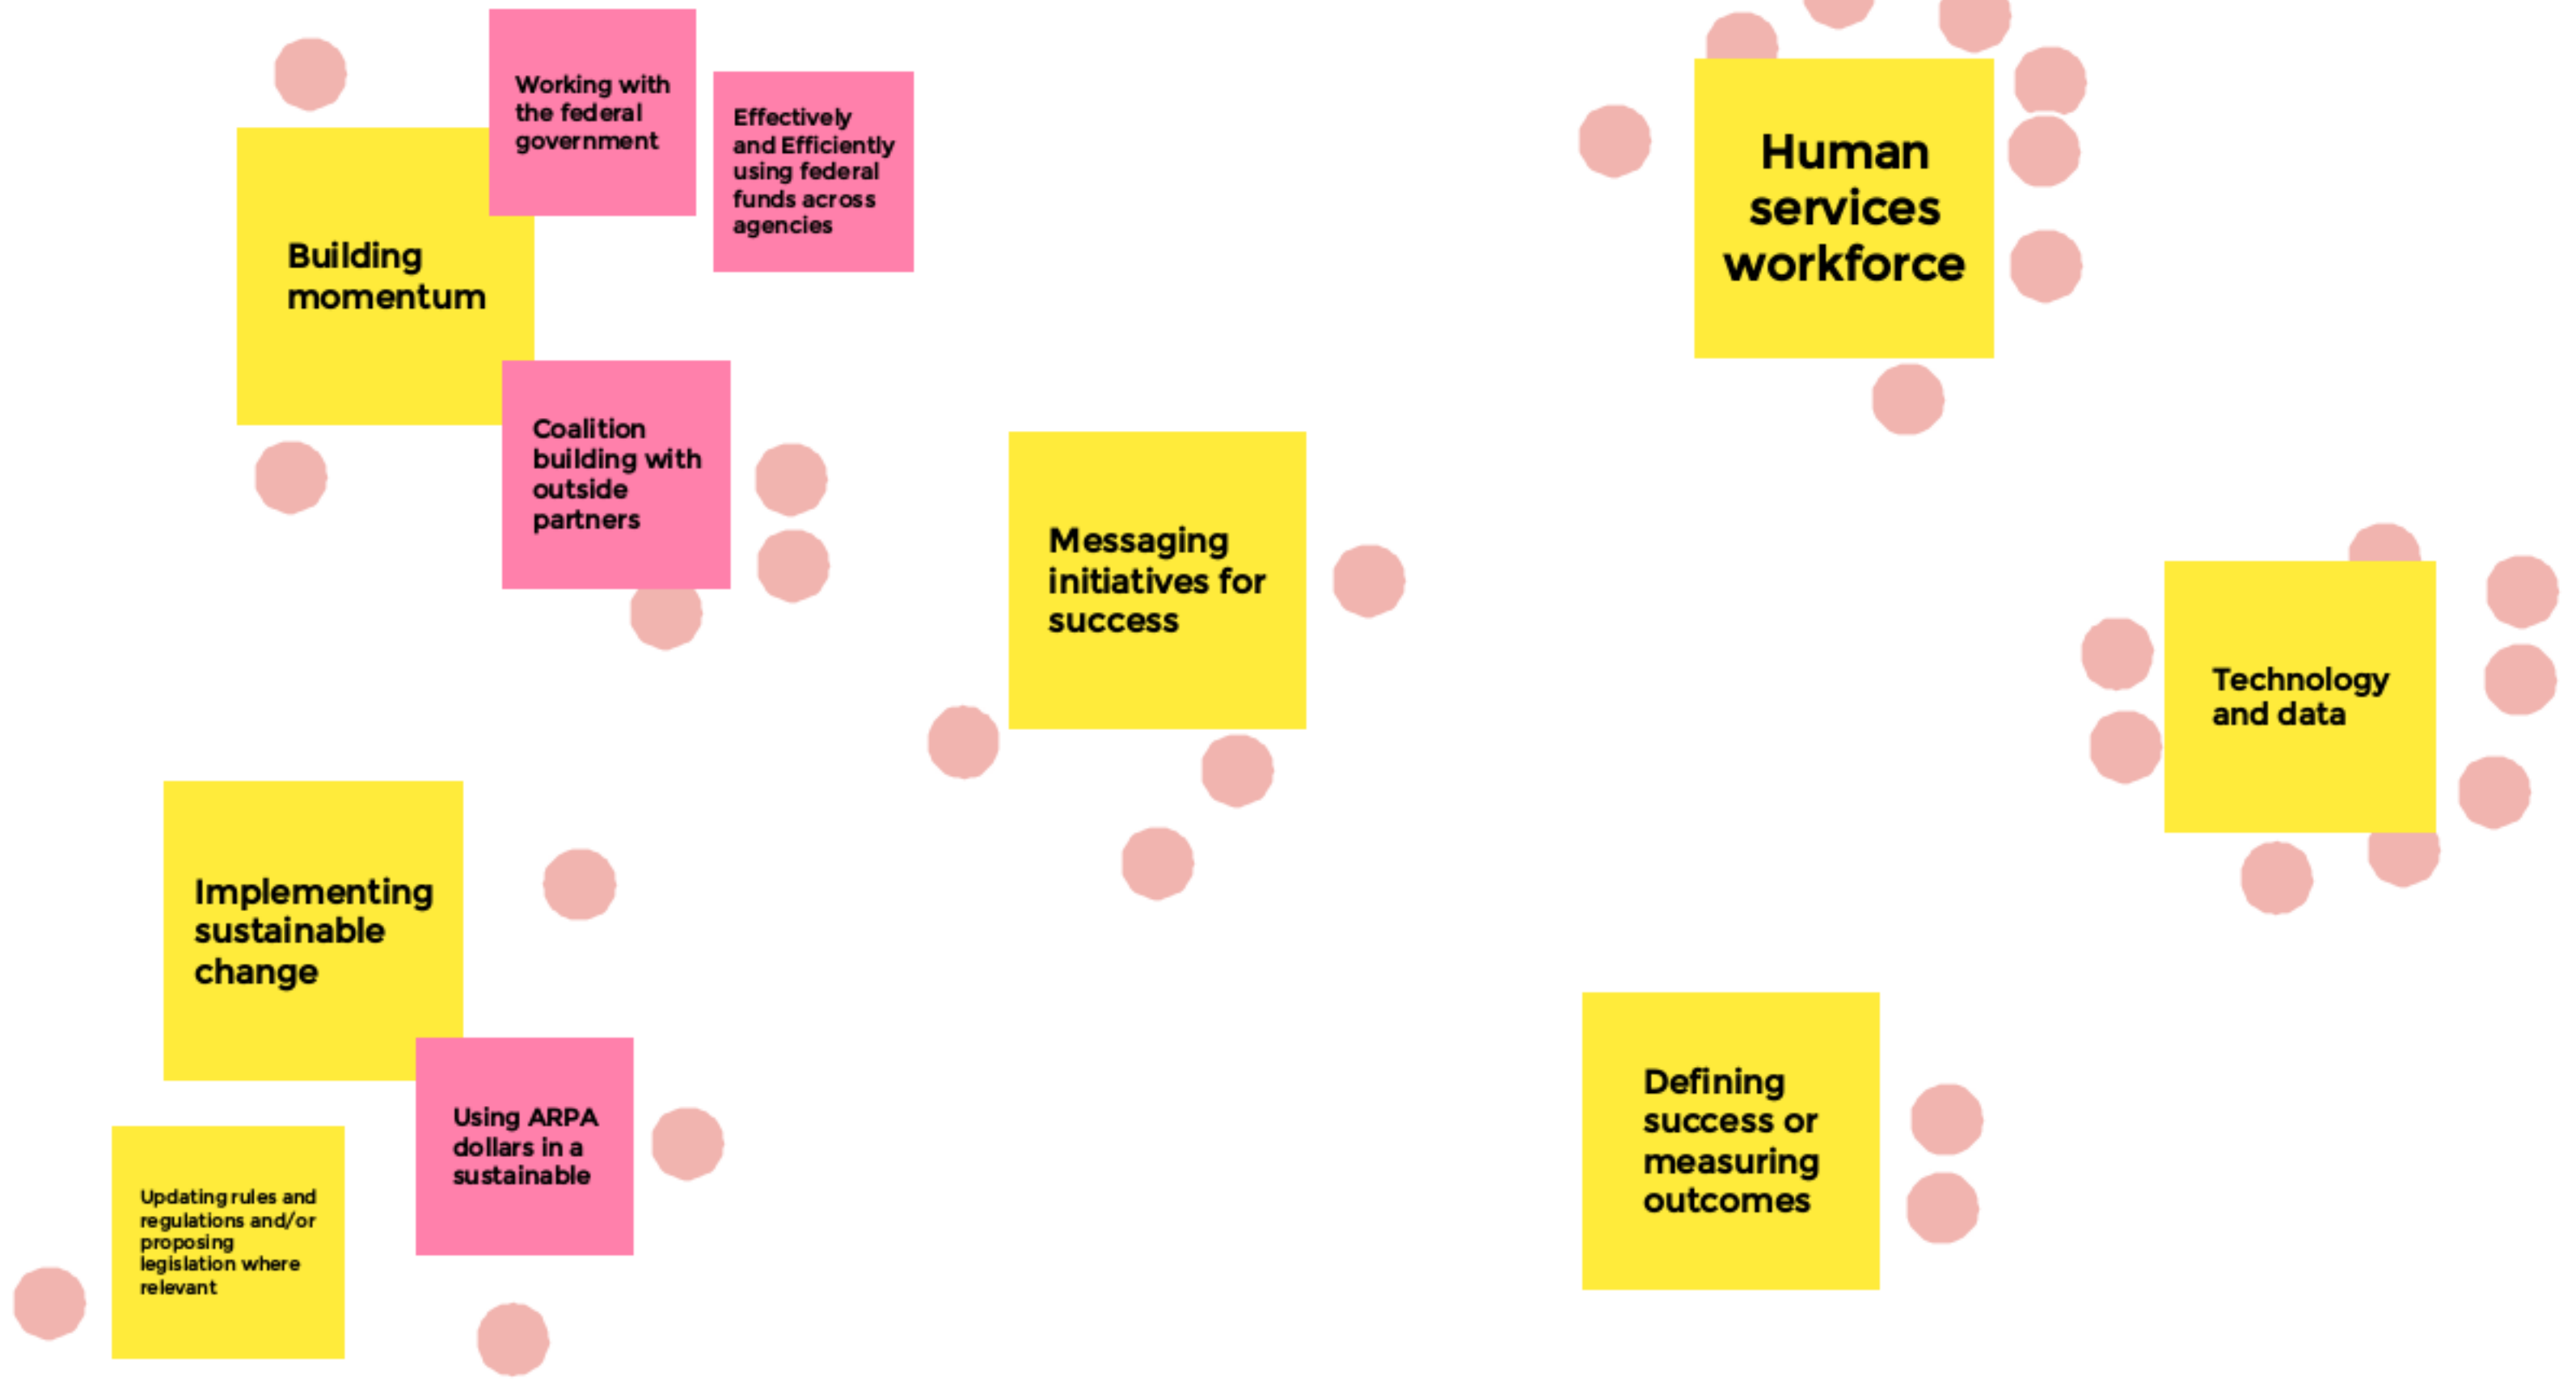 Working with
the federal
government
Effectively
and Efficiently
using federal
funds across
agencies
Building
momentum
Coalition
building with
outside
partners
Human
services
workforce
Messaging
initiatives for
success
Technology
and data
Implementing
sustainable
change
Using ARPA
dollars in a
sustainable
Updating rules and
regulations and/or
proposing
legislation where
relevant
Defining
success or
measuring
outcomes